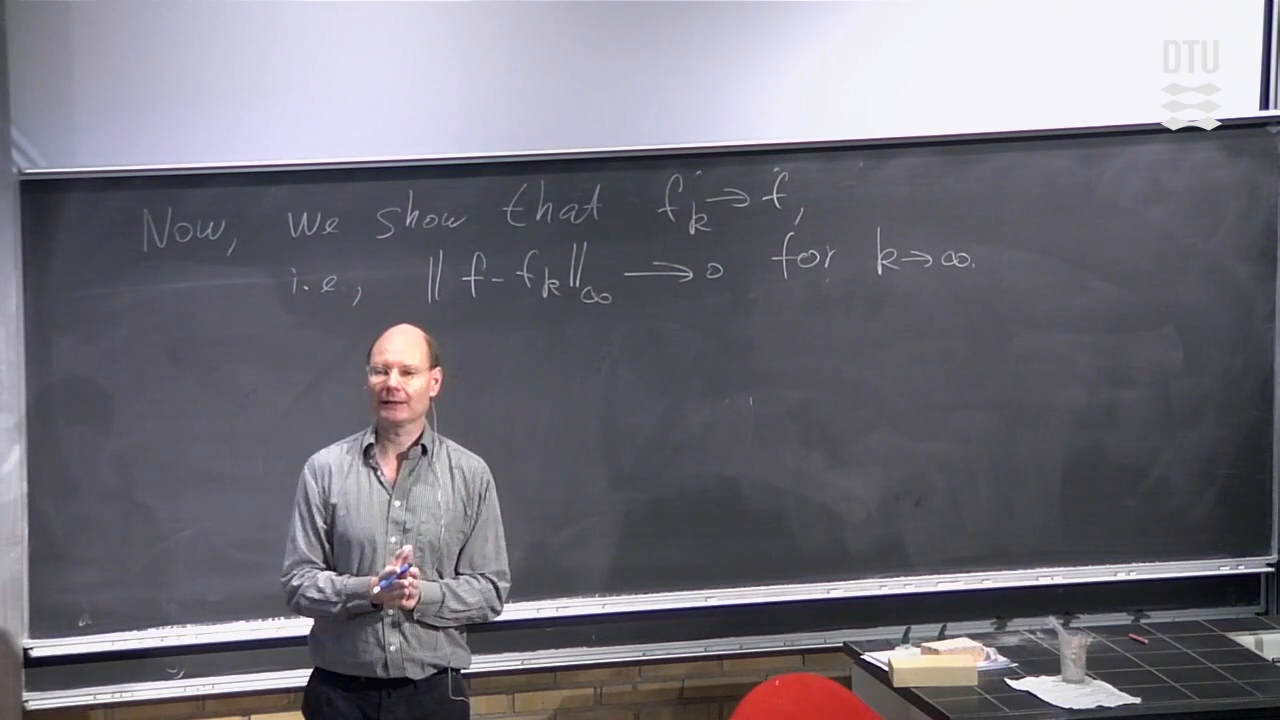 DTU
Now, we show that f_k → f,
i.e., || f - f_k ||_∞ → 0 for k → ∞.